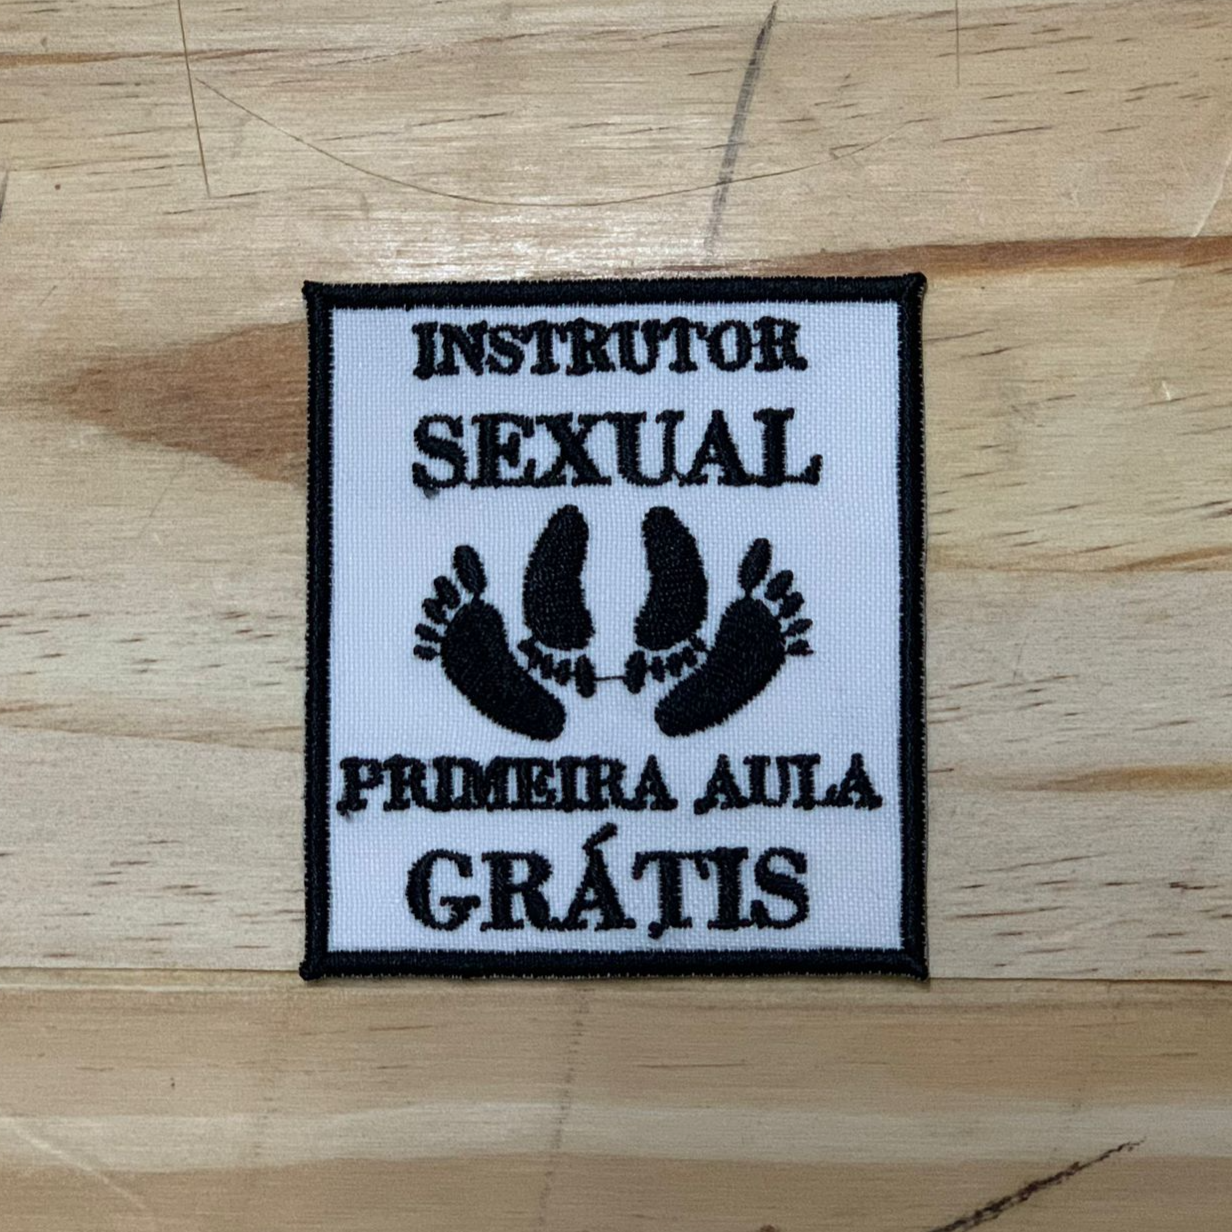 INSTRUTOR
SEXUAL
PRIMEIRA AULA
GRÁTIS